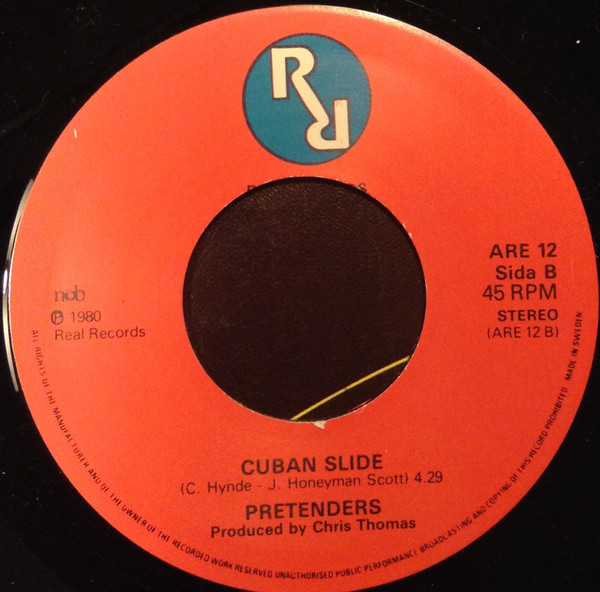 RR
ARE 12
Sida B
45 RPM
STEREO
(ARE 12 B)
ncb
℗ 1980
Real Records
CUBAN SLIDE
(C. Hynde - J. Honeyman Scott) 4.29
PRETENDERS
Produced by Chris Thomas
ALL RIGHTS OF THE MANUFACTURER AND OF THE OWNER OF THE RECORDED WORK RESERVED UNAUTHORISED PUBLIC PERFORMANCE BROADCASTING AND COPYING OF THIS RECORD PROHIBITED MADE IN SWEDEN